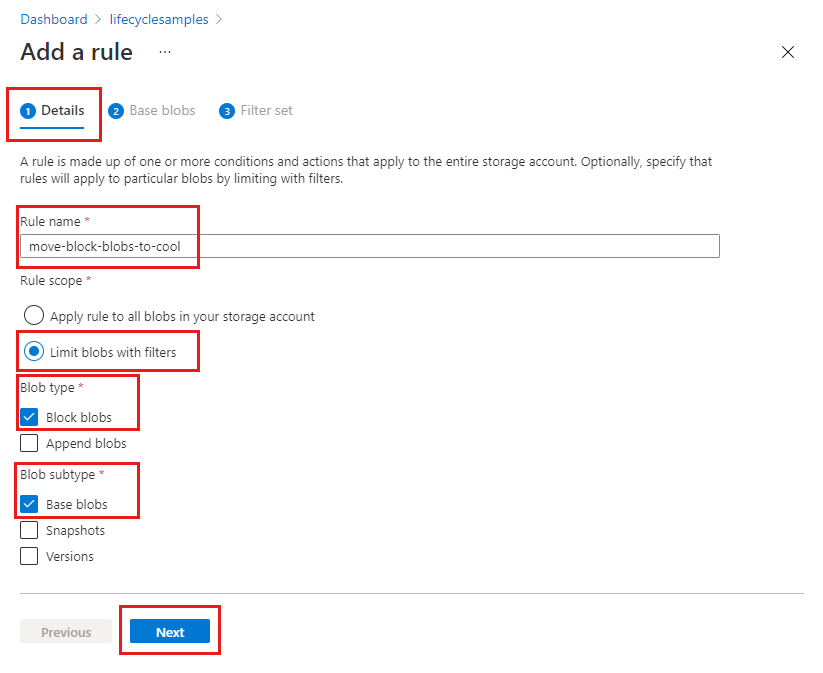 Dashboard > lifecyclesamples >
Add a rule ...
1 Details 2 Base blobs 3 Filter set
A rule is made up of one or more conditions and actions that apply to the entire storage account. Optionally, specify that
rules will apply to particular blobs by limiting with filters.
Rule name *
move-block-blobs-to-cool
Rule scope *
Apply rule to all blobs in your storage account
Limit blobs with filters
Blob type *
Block blobs
Append blobs
Blob subtype *
Base blobs
Snapshots
Versions
Previous Next